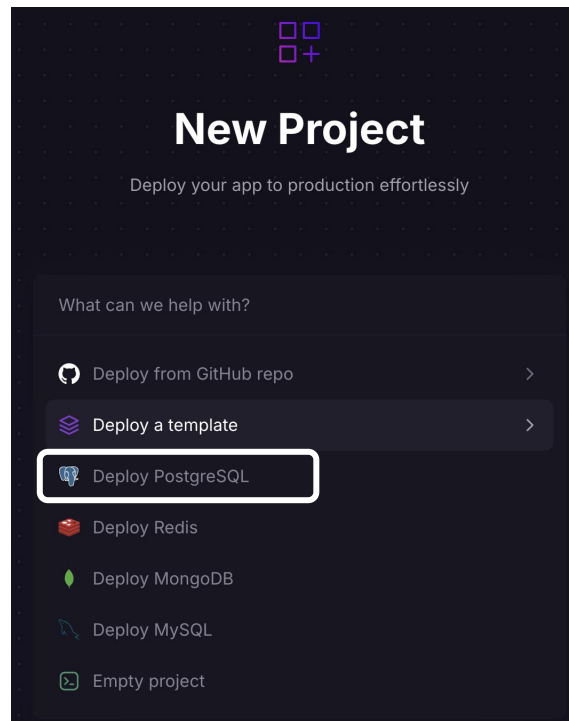 New Project
Deploy your app to production effortlessly
What can we help with?
Deploy from GitHub repo
Deploy a template
Deploy PostgreSQL
Deploy Redis
Deploy MongoDB
Deploy MySQL
Empty project